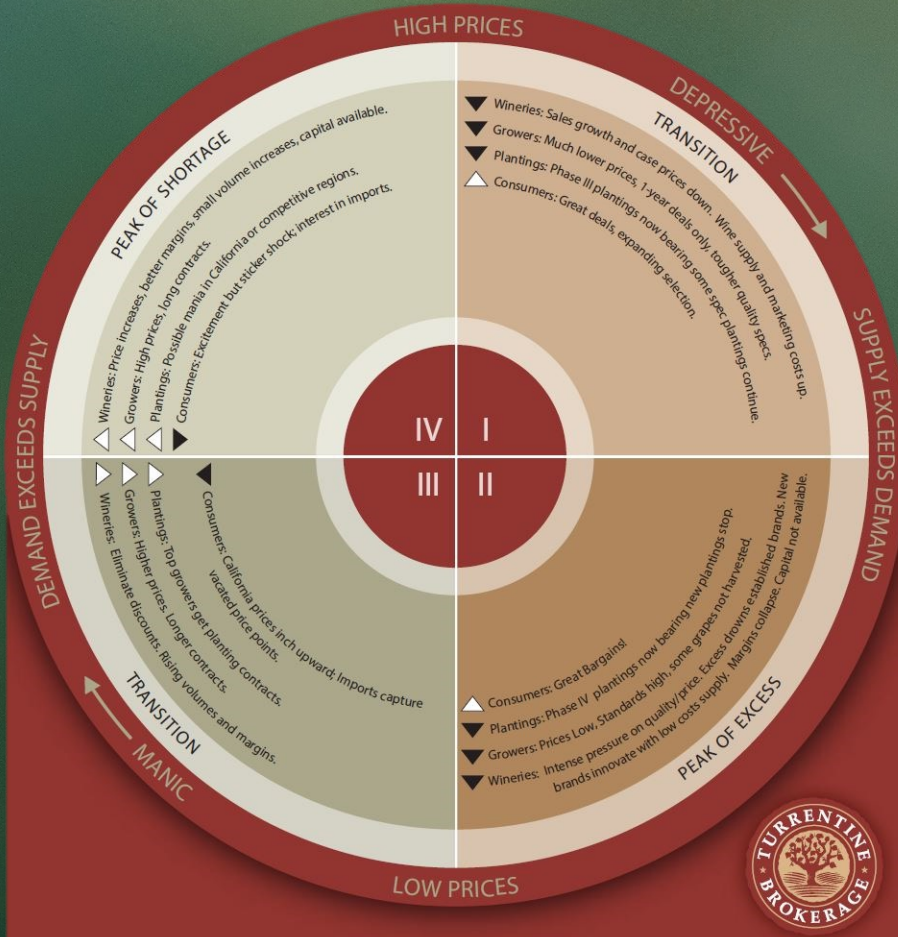 HIGH PRICES
DEPRESSIVE
SUPPLY EXCEEDS DEMAND
LOW PRICES
MANIC
DEMAND EXCEEDS SUPPLY
TRANSITION
Wineries: Sales growth and case prices down. Wine supply and marketing costs up.
Growers: Much lower prices, 1-year deals only, tougher quality specs.
Plantings: Phase III plantings now bearing some spec plantings continue.
Consumers: Great deals, expanding selection.
I
II
Consumers: Great Bargains!
Plantings: Phase IV plantings now bearing new plantings stop.
Growers: Prices Low, Standards high, some grapes not harvested.
Wineries: Intense pressure on quality/price. Excess drowns established brands. New
brands innovate with low costs supply. Margins collapse. Capital not available.
PEAK OF EXCESS
III
Consumers: California prices inch upward; Imports capture
vacated price points.
Plantings: Top growers get planting contracts.
Growers: Higher prices. Longer contracts.
Wineries: Eliminate discounts. Rising volumes and margins.
TRANSITION
IV
PEAK OF SHORTAGE
Wineries: Price increases, better margins, small volume increases, capital available.
Growers: High prices, long contracts.
Plantings: Possible mania in California or competitive regions.
Consumers: Excitement but sticker shock; interest in imports.
TURRENTINE
BROKERAGE